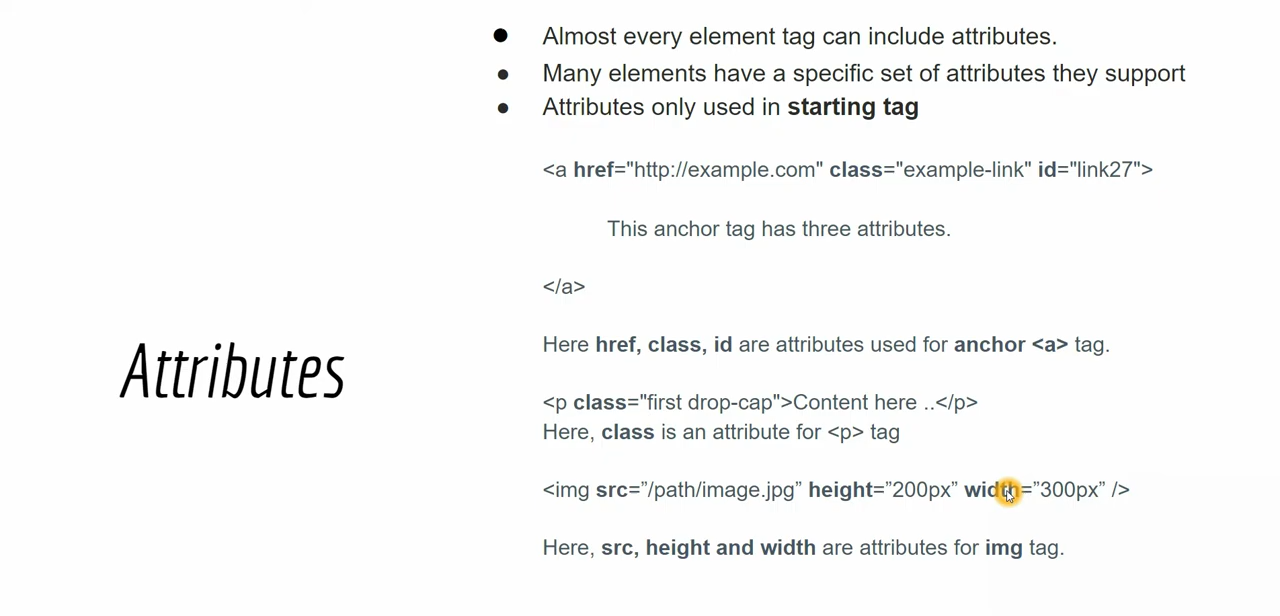 Attributes
Almost every element tag can include attributes.
Many elements have a specific set of attributes they support
Attributes only used in starting tag
<a href="http://example.com" class="example-link" id="link27">
This anchor tag has three attributes.
</a>
Here href, class, id are attributes used for anchor <a> tag.
<p class="first drop-cap">Content here ..</p>
Here, class is an attribute for <p> tag
<img src=”/path/image.jpg” height=”200px” width=”300px” />
Here, src, height and width are attributes for img tag.